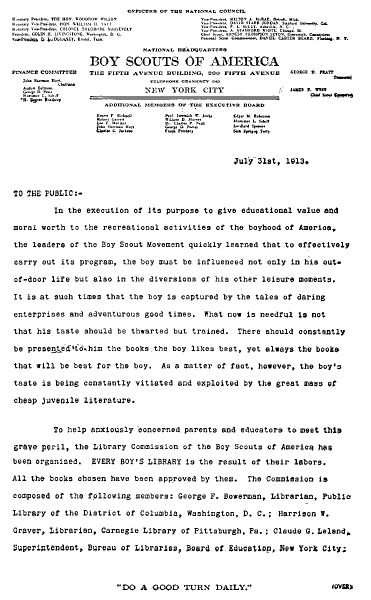 OFFICERS OF THE NATIONAL COUNCIL
Honorary President, THE HON. WOODROW WILSON
Honorary Vice-President, HON. WILLIAM H. TAFT
Honorary Vice-President, COLONEL THEODORE ROOSEVELT
President, COLIN H. LIVINGSTONE, Washington, D. C.
Vice-President, B. L. DULANEY, Bristol, Tenn.
Vice-President, MILTON A. McRAE, Detroit, Mich.
Vice-President, DAVID STARR JORDAN, Stanford University, Cal.
Vice-President, F. L. SEELY, Asheville, N. C.
Vice-President, A. STAMFORD WHITE, Chicago, Ill.
Chief Scout, ERNEST THOMPSON SETON, Connecticut
National Scout Commissioner, DANIEL CARTER BEARD, Flushing, N. Y.
NATIONAL HEADQUARTERS
BOY SCOUTS OF AMERICA
THE FIFTH AVENUE BUILDING, 200 FIFTH AVENUE
TELEPHONE GRAMERCY 545
NEW YORK CITY
FINANCE COMMITTEE
John Sherman Hoyt,
Chairman
George D. Pratt
Mortimer L. Schiff
GEORGE D. PRATT
Treasurer
JAMES E. WEST
Chief Scout Executive
ADDITIONAL MEMBERS OF THE EXECUTIVE BOARD
Ernest P. Bicknell
Robert Garrett
Lee F. Hanmer
John Sherman Hoyt
Charles C. Jackson
Prof. Jeremiah W. Jenks
William D. Murray
Dr. Charles P. Neill
George D. Porter
Frank Presbrey
Edgar M. Robinson
Mortimer L. Schiff
Lorillard Spencer
Seth Sprague Terry
July 31st, 1913.
TO THE PUBLIC:-
In the execution of its purpose to give educational value and
moral worth to the recreational activities of the boyhood of America,
the leaders of the Boy Scout Movement quickly learned that to effectively
carry out its program, the boy must be influenced not only in his out-
of-door life but also in the diversions of his other leisure moments.
It is at such times that the boy is captured by the tales of daring
enterprises and adventurous good times. What now is needful is not
that his taste should be thwarted but trained. There should constantly
be presented to him the books the boy likes best, yet always the books
that will be best for the boy. As a matter of fact, however, the boy's
taste is being constantly vitiated and exploited by the great mass of
cheap juvenile literature.
To help anxiously concerned parents and educators to meet this
grave peril, the Library Commission of the Boy Scouts of America has
been organized. EVERY BOY'S LIBRARY is the result of their labors.
All the books chosen have been approved by them. The Commission is
composed of the following members: George F. Bowerman, Librarian, Public
Library of the District of Columbia, Washington, D. C.; Harrison W.
Graver, Librarian, Carnegie Library of Pittsburgh, Pa.; Claude G. Leland,
Superintendent, Bureau of Libraries, Board of Education, New York City;
"DO A GOOD TURN DAILY."
(OVER)